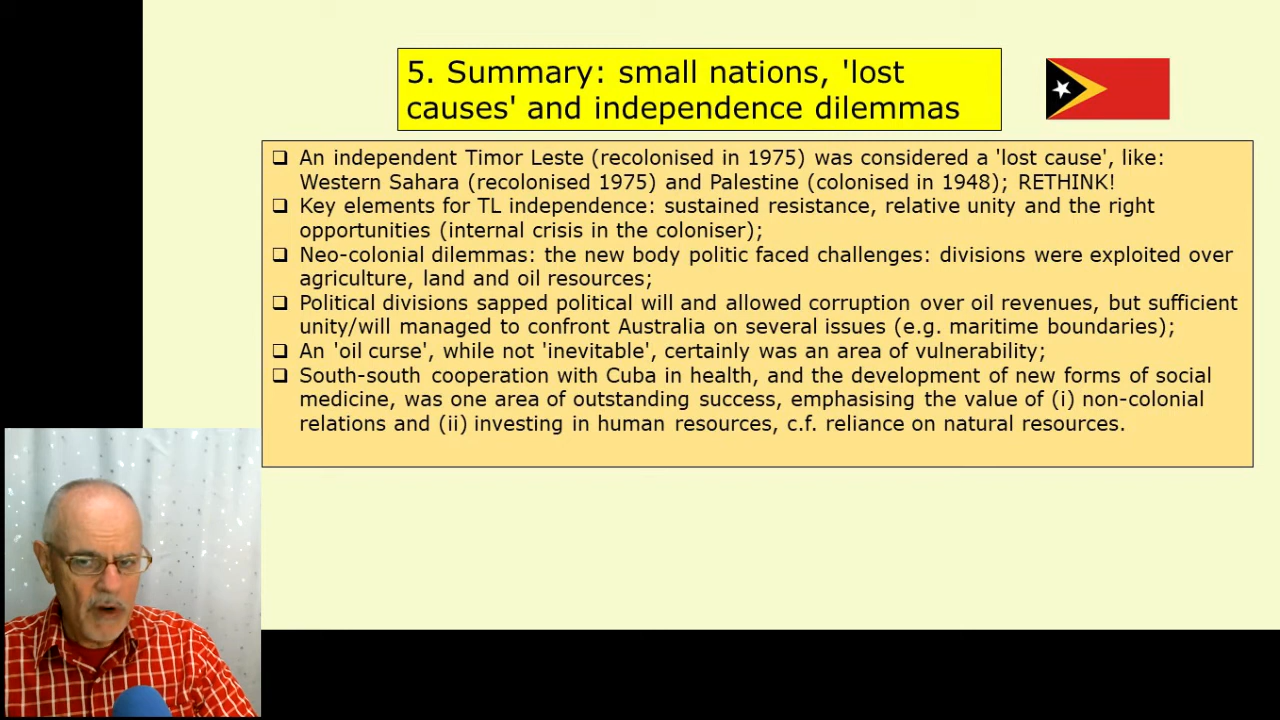 5. Summary: small nations, 'lost
causes' and independence dilemmas
❑ An independent Timor Leste (recolonised in 1975) was considered a 'lost cause', like:
Western Sahara (recolonised 1975) and Palestine (colonised in 1948); RETHINK!
❑ Key elements for TL independence: sustained resistance, relative unity and the right
opportunities (internal crisis in the coloniser);
❑ Neo-colonial dilemmas: the new body politic faced challenges: divisions were exploited over
agriculture, land and oil resources;
❑ Political divisions sapped political will and allowed corruption over oil revenues, but sufficient
unity/will managed to confront Australia on several issues (e.g. maritime boundaries);
❑ An 'oil curse', while not 'inevitable', certainly was an area of vulnerability;
❑ South-south cooperation with Cuba in health, and the development of new forms of social
medicine, was one area of outstanding success, emphasising the value of (i) non-colonial
relations and (ii) investing in human resources, c.f. reliance on natural resources.